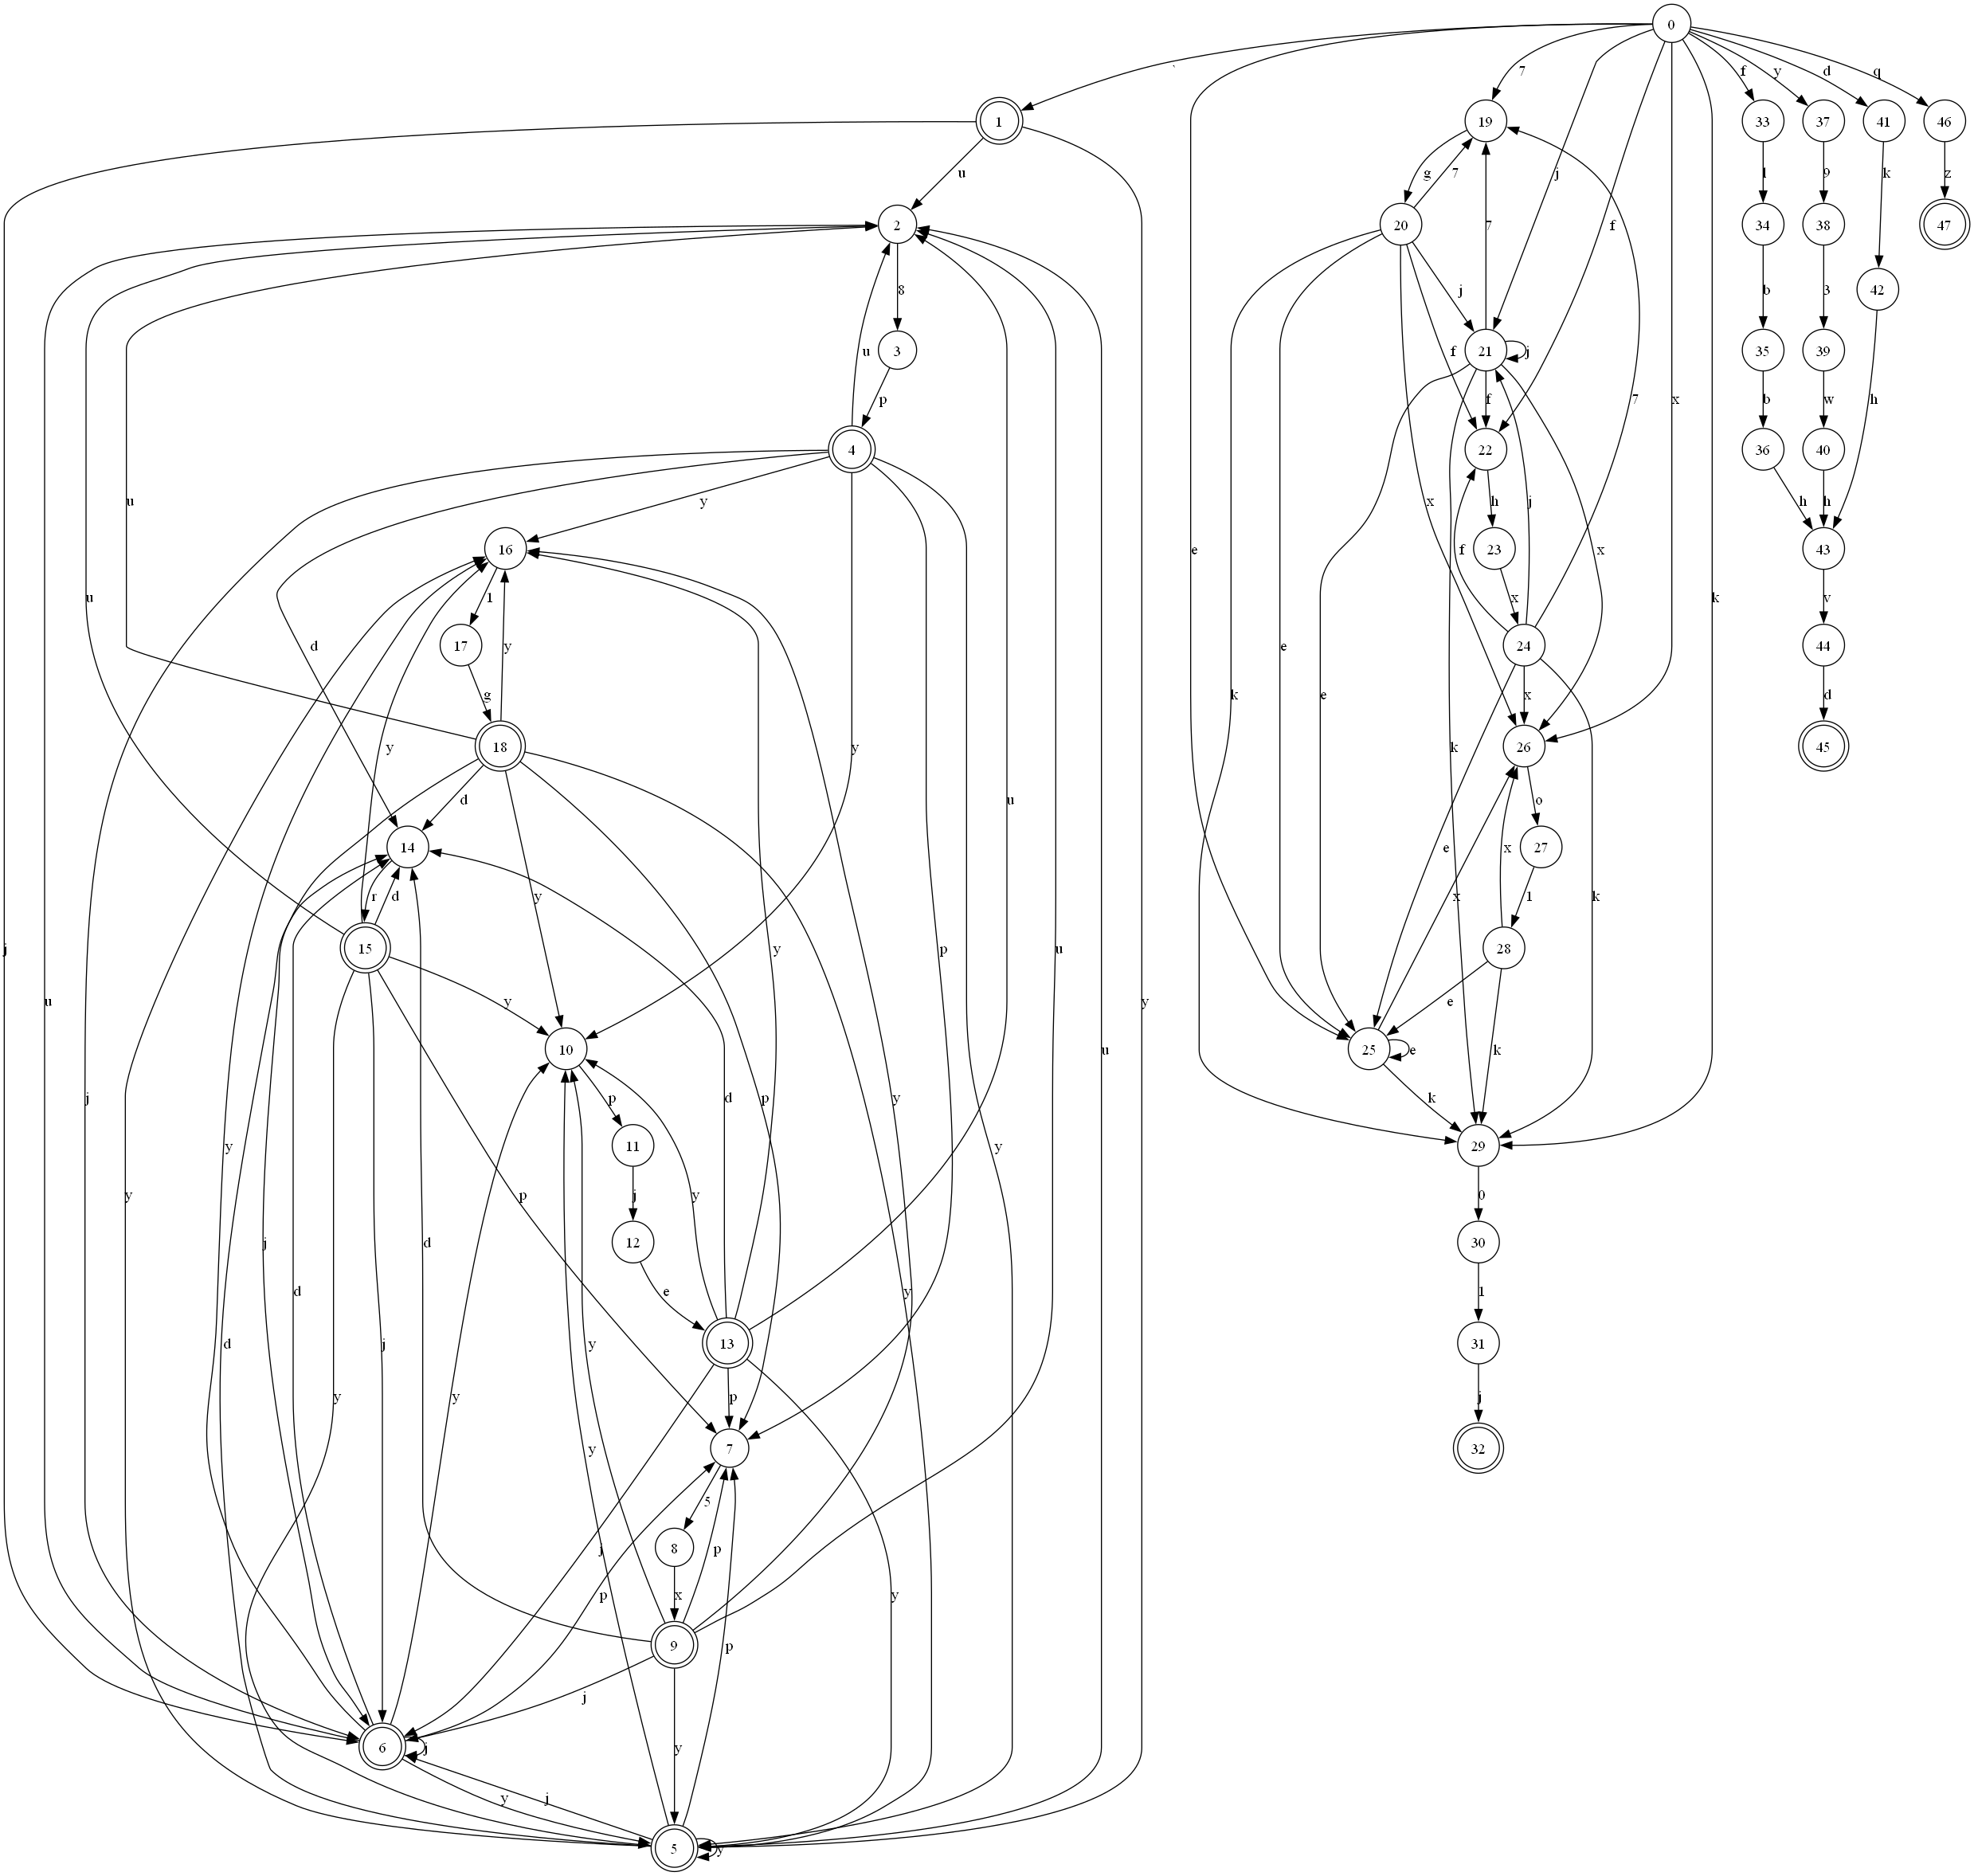 0
`
7
j
f
x
k
f
y
d
q
e
1
19
33
37
41
46
u
g
7
7
l
9
k
z
2
20
34
38
47
42
8
j
b
3
u
f
3
21
j
35
39
h
p
f
b
w
4
22
36
40
y
x
h
f
j
7
x
h
h
u
16
23
43
e
k
1
x
v
u
d
y
17
24
44
e
e
k
g
y
x
d
k
18
26
45
y
d
y
p
u
o
14
27
e
x
k
r
d
1
15
28
y
p
x
e
k
u
u
y
10
25
e
j
u
y
p
y
k
y
y
11
29
d
j
0
j
y
j
12
30
y
e
1
d
d
j
13
31
y
y
y
p
j
7
32
y
5
y
j
8
p
x
p
y
9
p
j
y
6
j
y
j
5
y